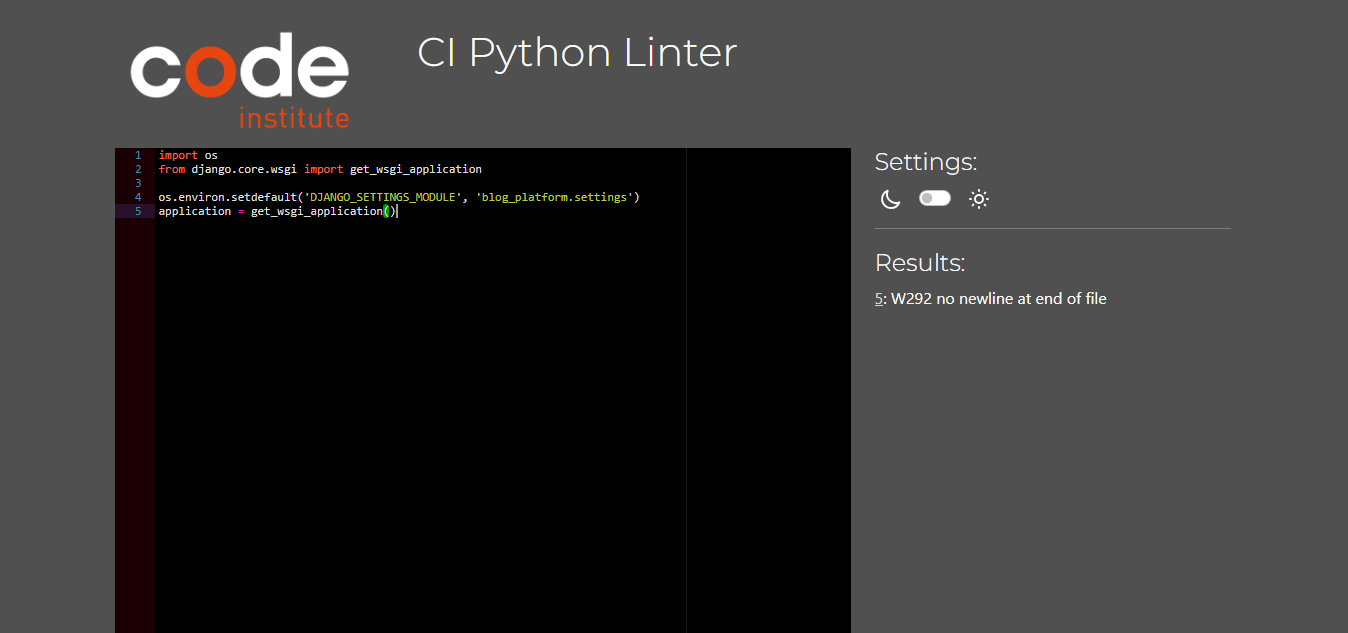 code
institute
CI Python Linter
1 import os
2 from django.core.wsgi import get_wsgi_application
3
4 os.environ.setdefault('DJANGO_SETTINGS_MODULE', 'blog_platform.settings')
5 application = get_wsgi_application()
Settings:
Results:
5: W292 no newline at end of file